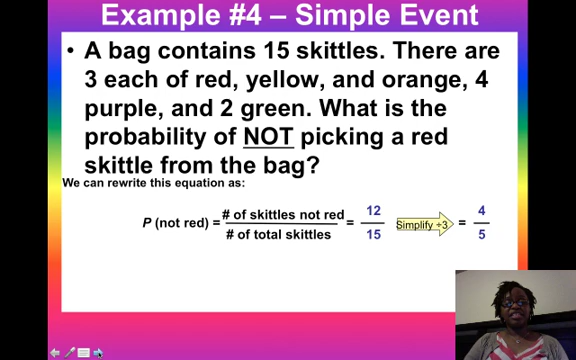 Example #4 – Simple Event
• A bag contains 15 skittles. There are
3 each of red, yellow, and orange, 4
purple, and 2 green. What is the
probability of NOT picking a red
skittle from the bag?
We can rewrite this equation as:
P (not red) = # of skittles not red / # of total skittles = 12 / 15 Simplify ÷3 = 4 / 5